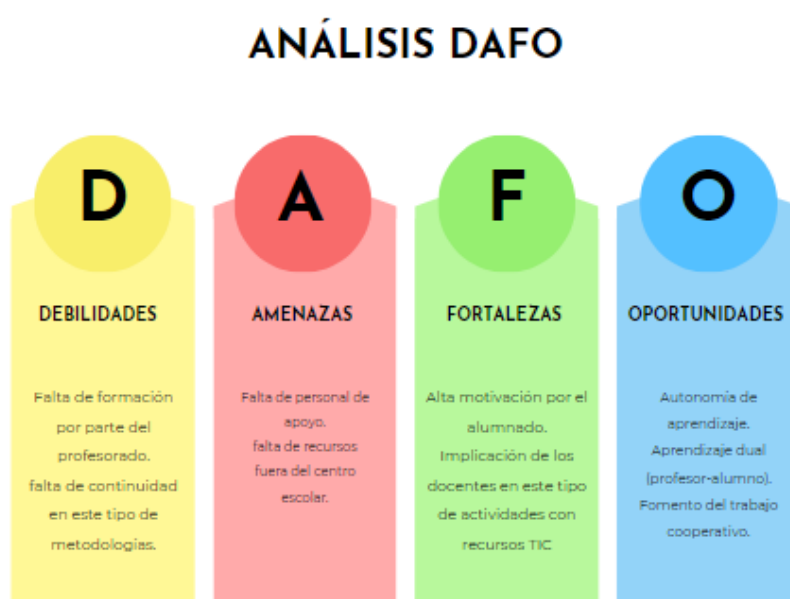 ANÁLISIS DAFO
D
DEBILIDADES
Falta de formación
por parte del
profesorado.
falta de continuidad
en este tipo de
metodologías.
A
AMENAZAS
Falta de personal de
apoyo.
falta de recursos
fuera del centro
escolar.
F
FORTALEZAS
Alta motivación por el
alumnado.
Implicación de los
docentes en este tipo
de actividades con
recursos TIC
O
OPORTUNIDADES
Autonomía de
aprendizaje.
Aprendizaje dual
(profesor-alumno).
Fomento del trabajo
cooperativo.